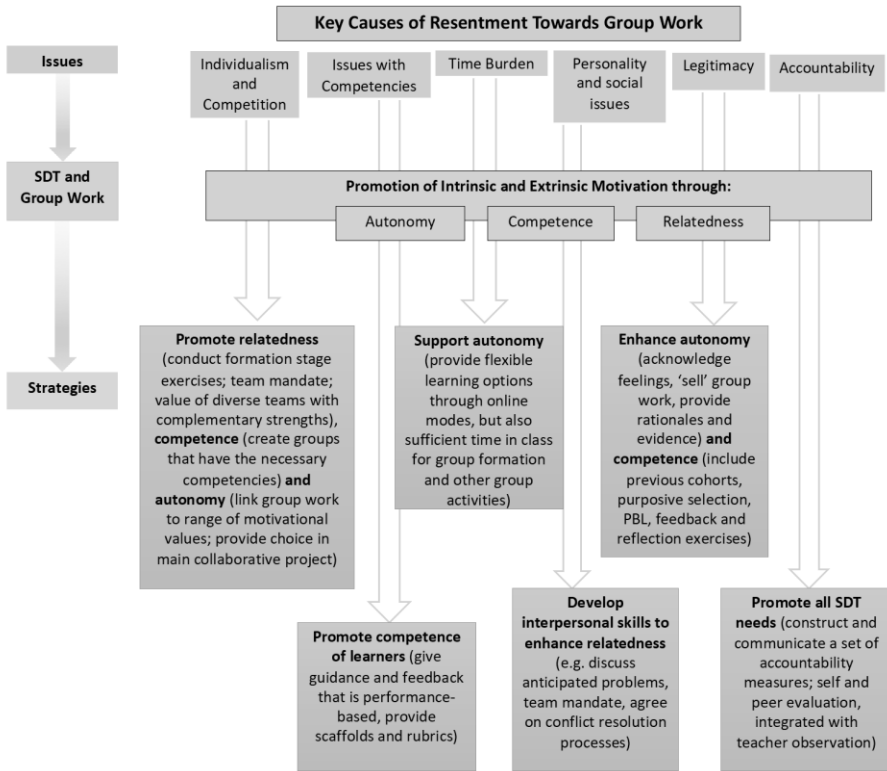 Key Causes of Resentment Towards Group Work
Issues
Individualism
and
Competition
Issues with
Competencies
Time Burden
Personality
and social
issues
Legitimacy
Accountability
SDT and
Group Work
Promotion of Intrinsic and Extrinsic Motivation through:
Autonomy
Competence
Relatedness
Strategies
Promote relatedness
(conduct formation stage
exercises; team mandate;
value of diverse teams with
complementary strengths),
competence (create groups
that have the necessary
competencies) and
autonomy (link group work
to range of motivational
values; provide choice in
main collaborative project)
Support autonomy
(provide flexible
learning options
through online
modes, but also
sufficient time in class
for group formation
and other group
activities)
Enhance autonomy
(acknowledge
feelings, ‘sell’ group
work, provide
rationales and
evidence) and
competence (include
previous cohorts,
purposive selection,
PBL, feedback and
reflection exercises)
Promote competence
of learners (give
guidance and feedback
that is performance-
based, provide
scaffolds and rubrics)
Develop
interpersonal skills to
enhance relatedness
(e.g. discuss
anticipated problems,
team mandate, agree
on conflict resolution
processes)
Promote all SDT
needs (construct and
communicate a set of
accountability
measures; self and
peer evaluation,
integrated with
teacher observation)